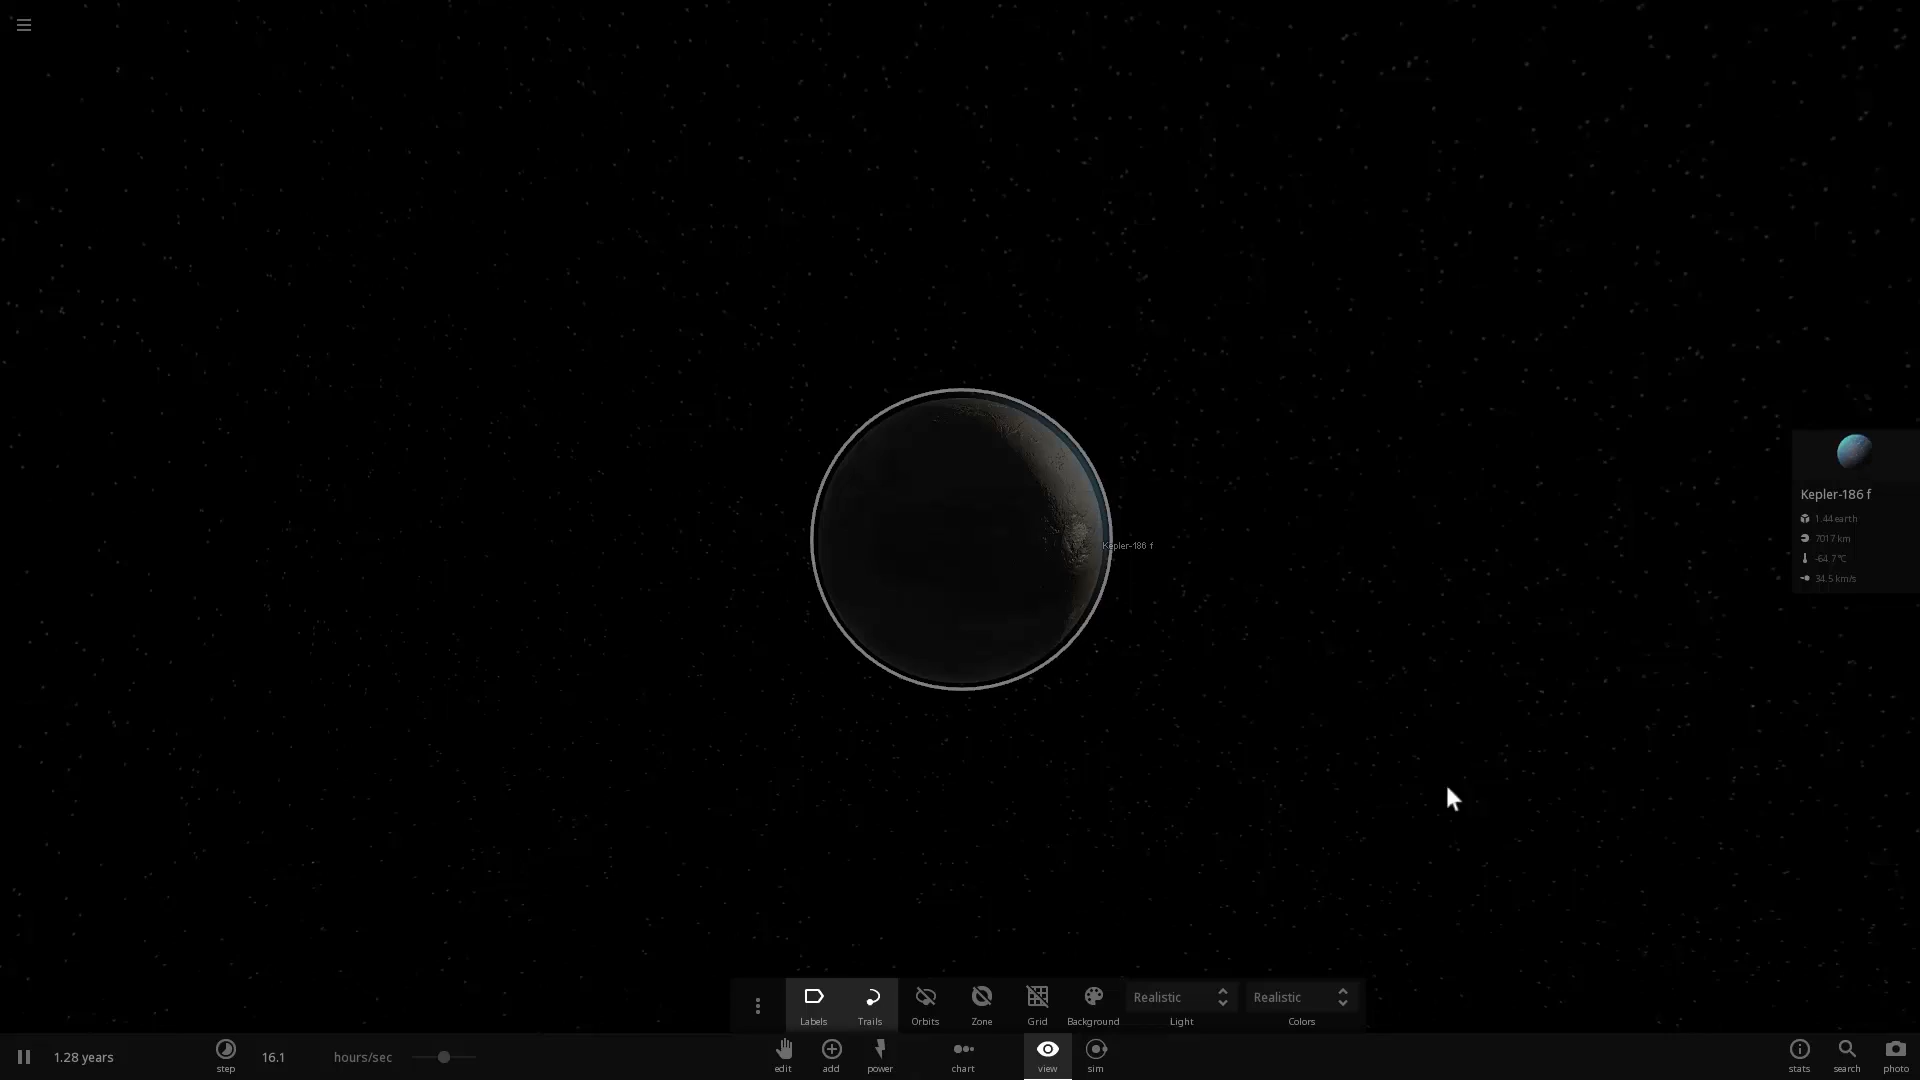 Kepler-186 f
Kepler-186 f
1.44 earth
7017 km
-64.7 °C
34.5 km/s
Realistic
Realistic
Labels
Trails
Orbits
Zone
Grid
Background
Light
Colors
1.28 years
step
16.1
hours/sec
edit
add
power
chart
view
sim
stats
search
photo